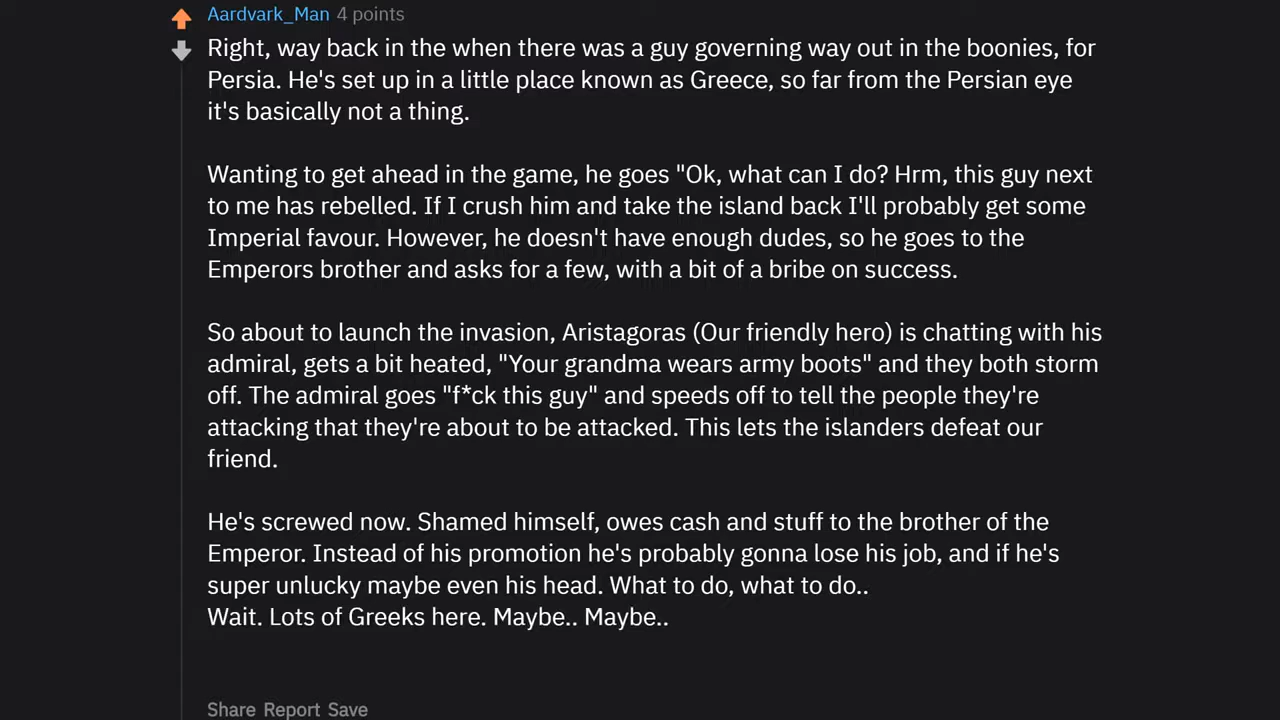 Aardvark_Man 4 points
Right, way back in the when there was a guy governing way out in the boonies, for
Persia. He's set up in a little place known as Greece, so far from the Persian eye
it's basically not a thing.
Wanting to get ahead in the game, he goes "Ok, what can I do? Hrm, this guy next
to me has rebelled. If I crush him and take the island back I'll probably get some
Imperial favour. However, he doesn't have enough dudes, so he goes to the
Emperors brother and asks for a few, with a bit of a bribe on success.
So about to launch the invasion, Aristagoras (Our friendly hero) is chatting with his
admiral, gets a bit heated, "Your grandma wears army boots" and they both storm
off. The admiral goes "f*ck this guy" and speeds off to tell the people they're
attacking that they're about to be attacked. This lets the islanders defeat our
friend.
He's screwed now. Shamed himself, owes cash and stuff to the brother of the
Emperor. Instead of his promotion he's probably gonna lose his job, and if he's
super unlucky maybe even his head. What to do, what to do..
Wait. Lots of Greeks here. Maybe.. Maybe..
Share Report Save